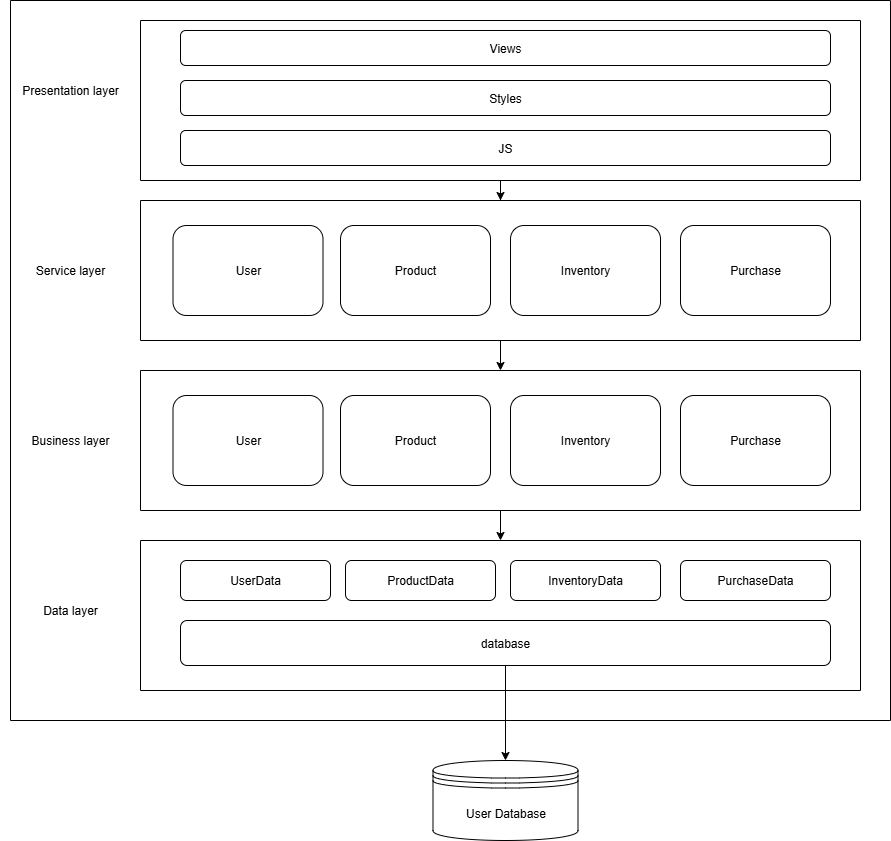 Presentation layer
Views
Styles
JS
Service layer
User
Product
Inventory
Purchase
Business layer
User
Product
Inventory
Purchase
Data layer
UserData
ProductData
InventoryData
PurchaseData
database
User Database